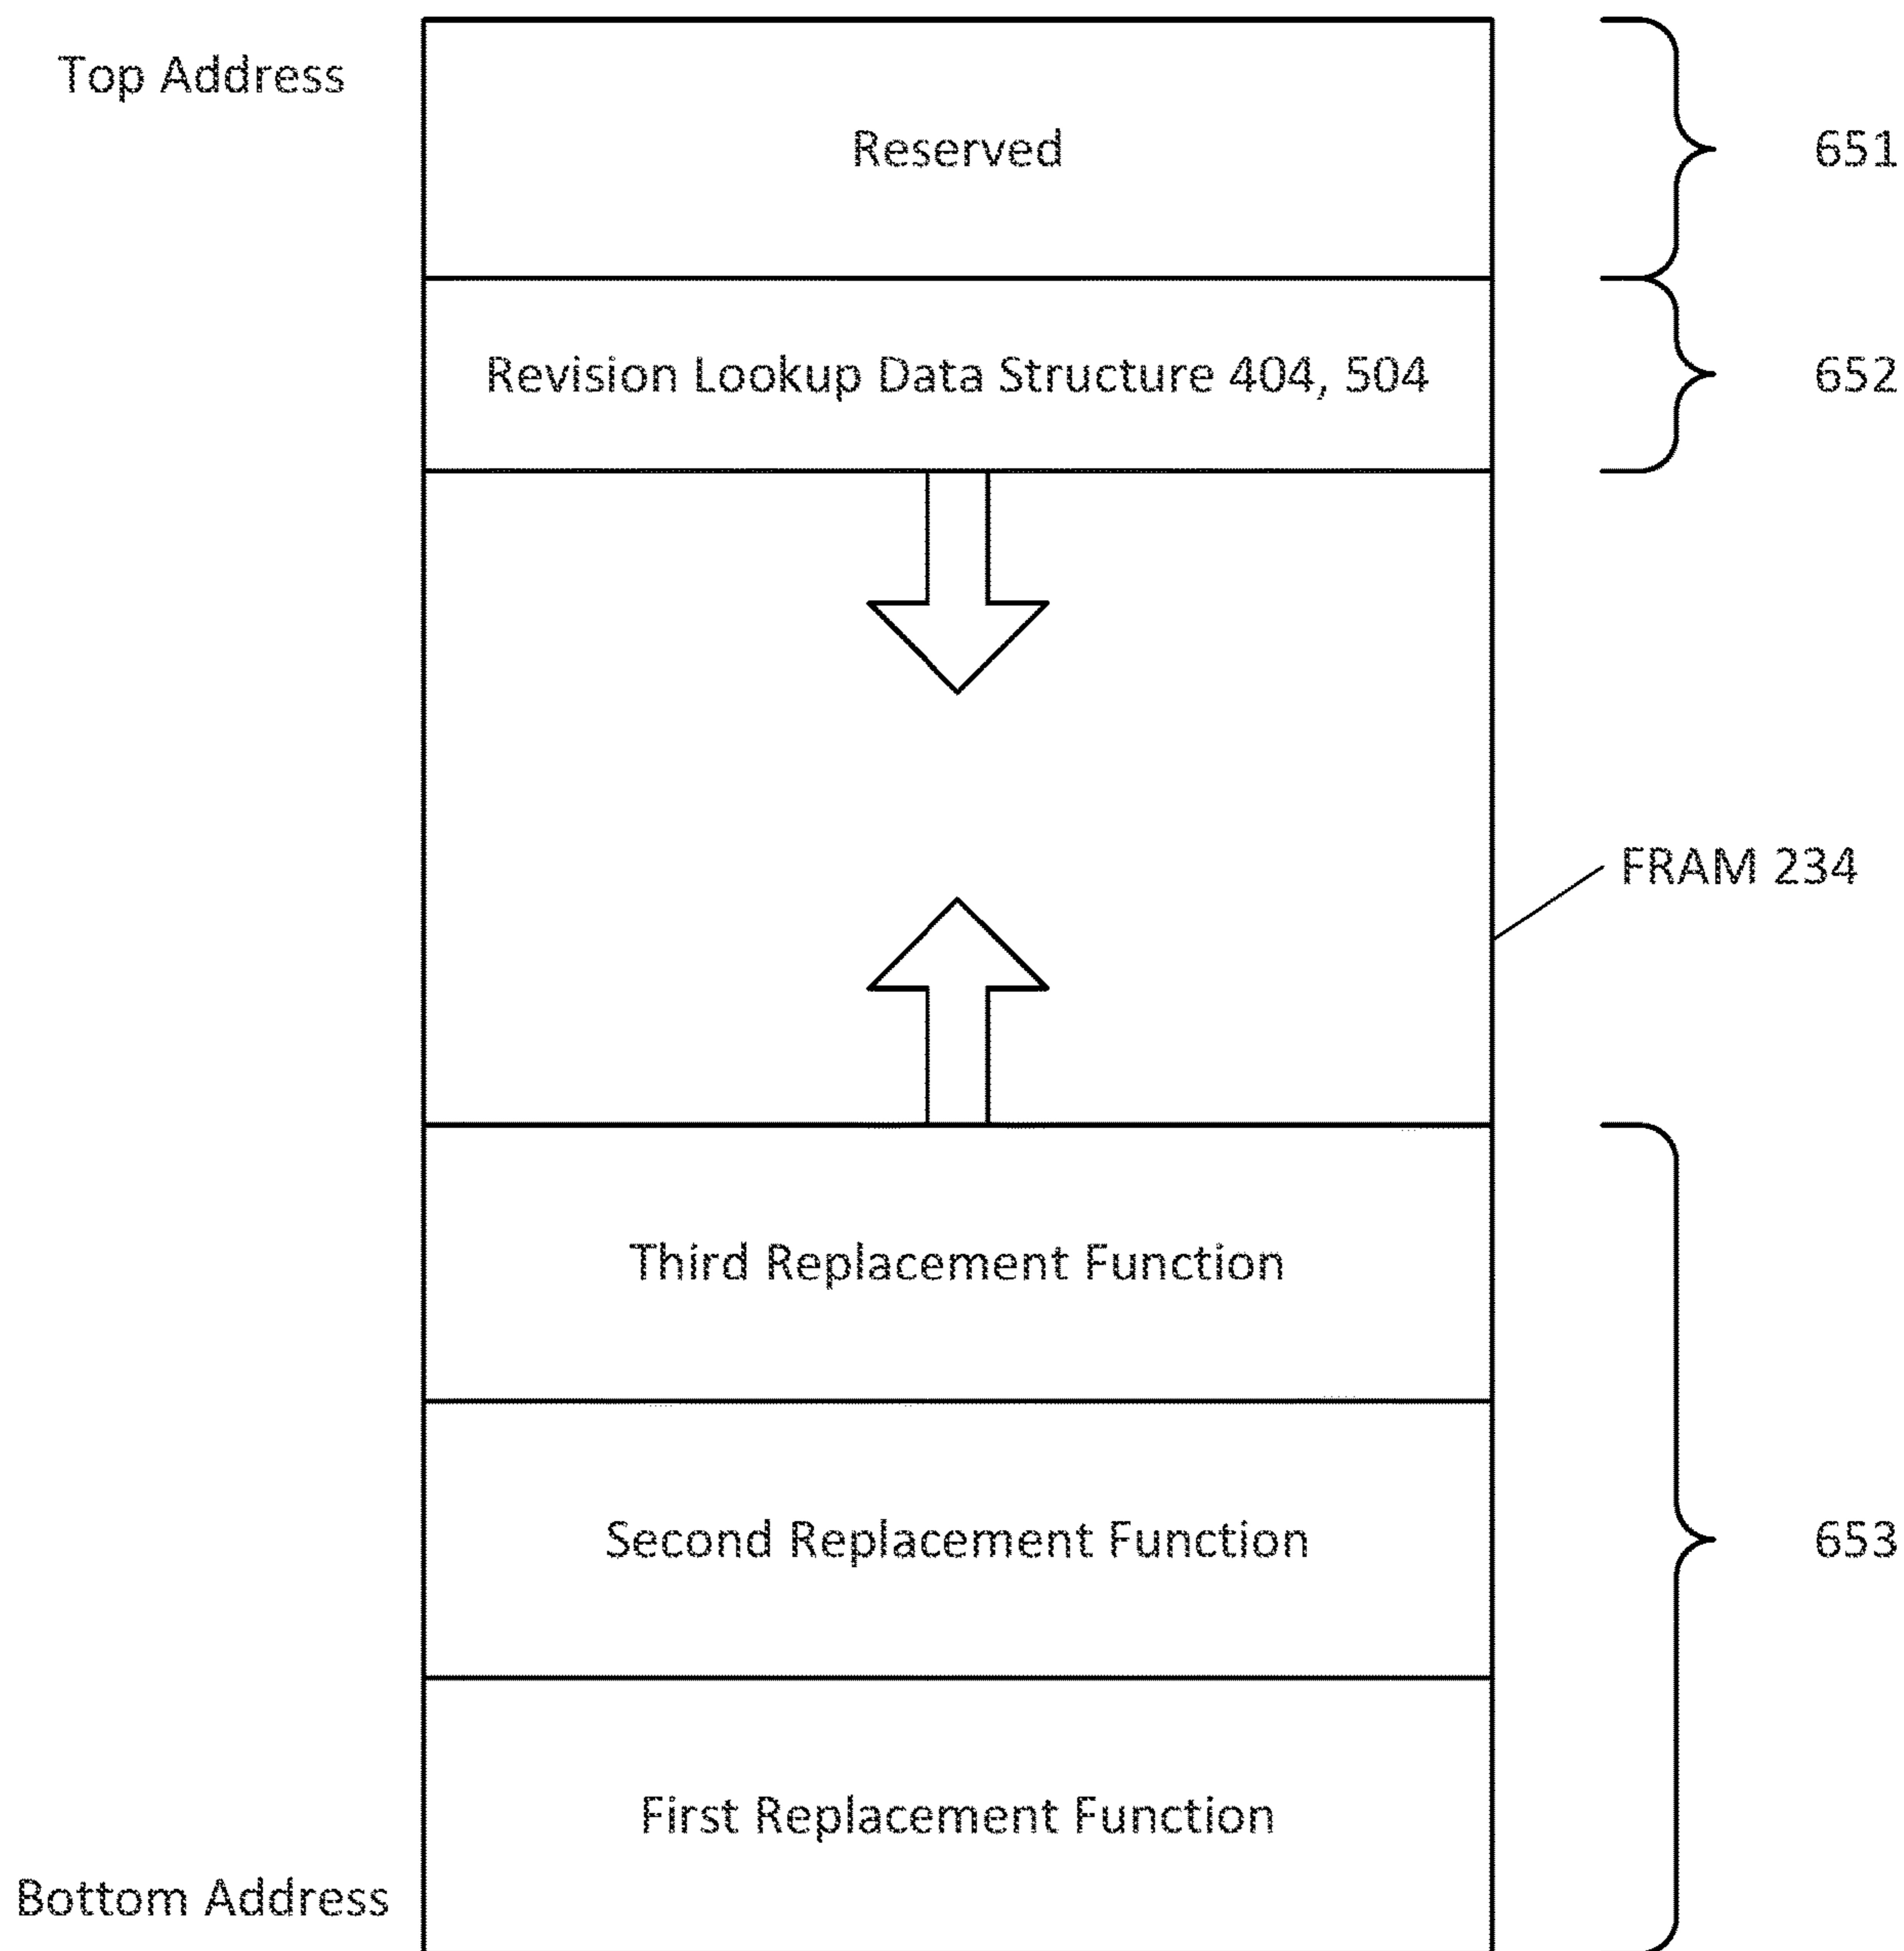 Top Address
Reserved
651
Revision Lookup Data Structure 404, 504
652
FRAM 234
Third Replacement Function
Second Replacement Function
653
First Replacement Function
Bottom Address